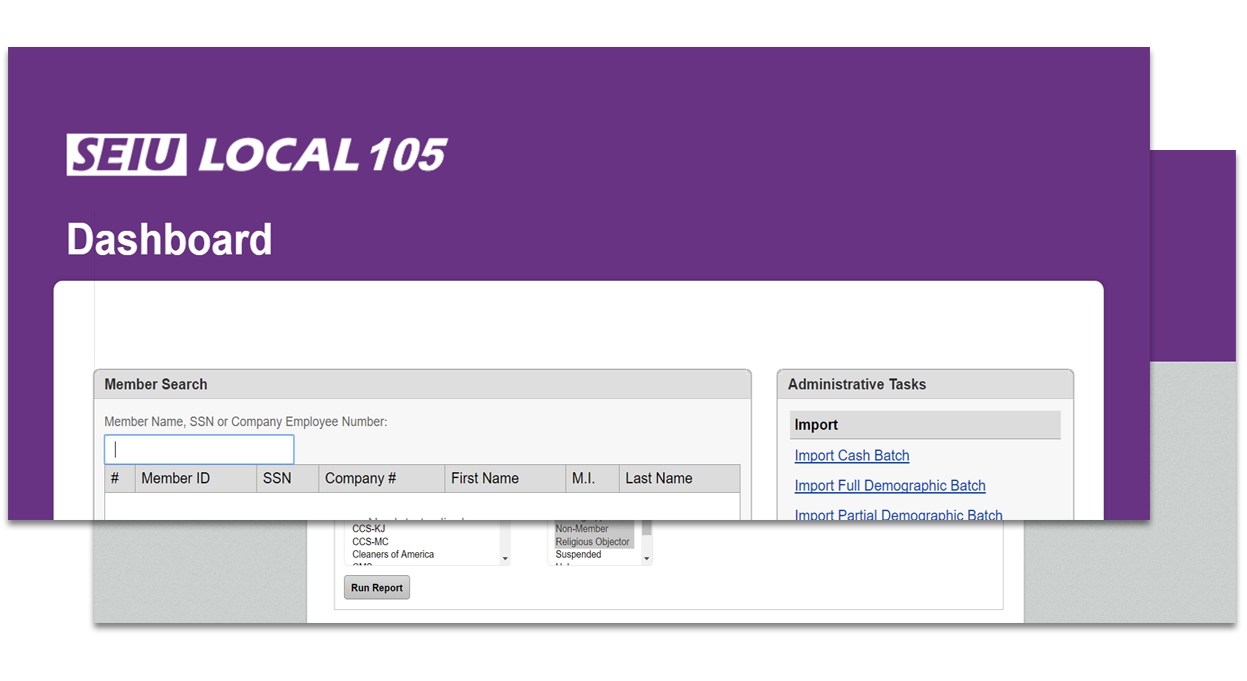 SEIU LOCAL 105
Dashboard
Member Search
Member Name, SSN or Company Employee Number:
# Member ID SSN Company # First Name M.I. Last Name
Administrative Tasks
Import
Import Cash Batch
Import Full Demographic Batch
Import Partial Demographic Batch
CCS-KJ
CCS-MC
Cleaners of America
Non-Member
Religious Objector
Suspended
Run Report